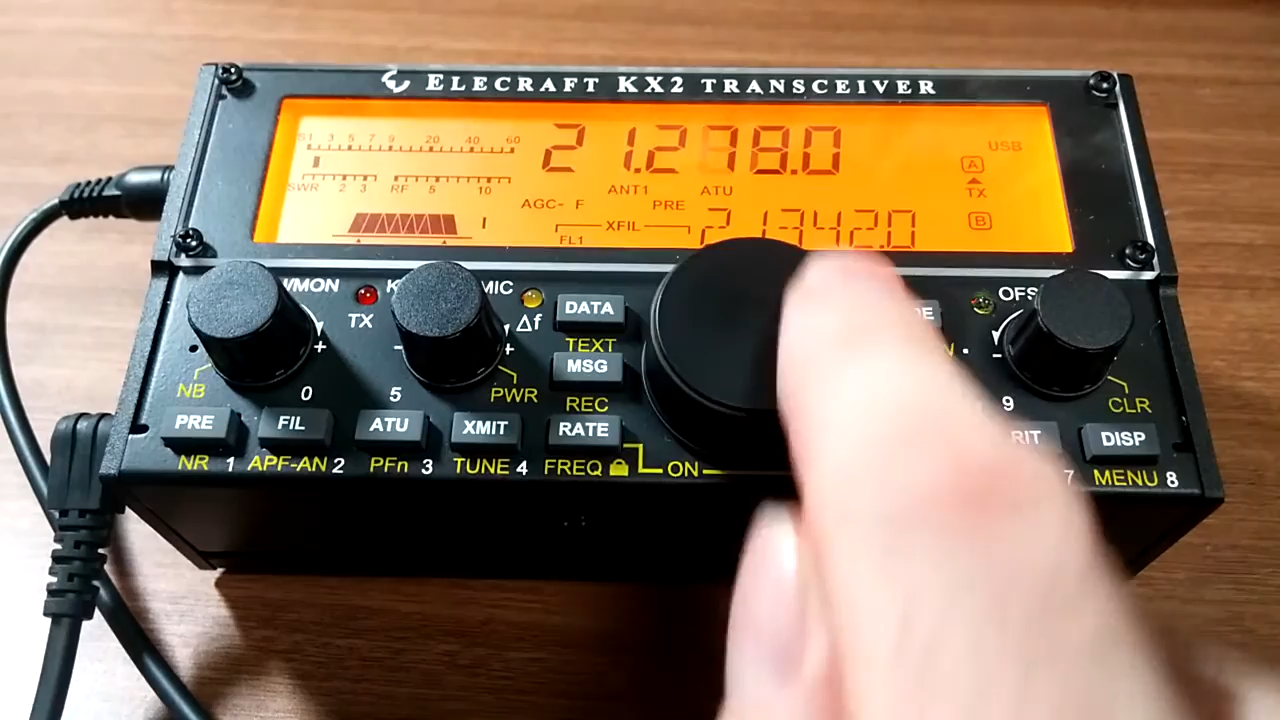 ELECRAFT KX2 TRANSCEIVER
S1 3 5 7 9 20 40 60
21.278.0
USB
A
SWR 2 3 RF 5 10
ANT1 ATU
TX
AGC- F PRE
B
XFIL
FL1
21342.0
/MON
MIC
OFS
TX
Δf
DATA
+ - +
TEXT
MSG
-
NB 0 5 PWR
REC
9 CLR
PRE FIL ATU XMIT RATE
RIT DISP
NR 1 APF-AN 2 PFn 3 TUNE 4 FREQ ON
7 MENU 8